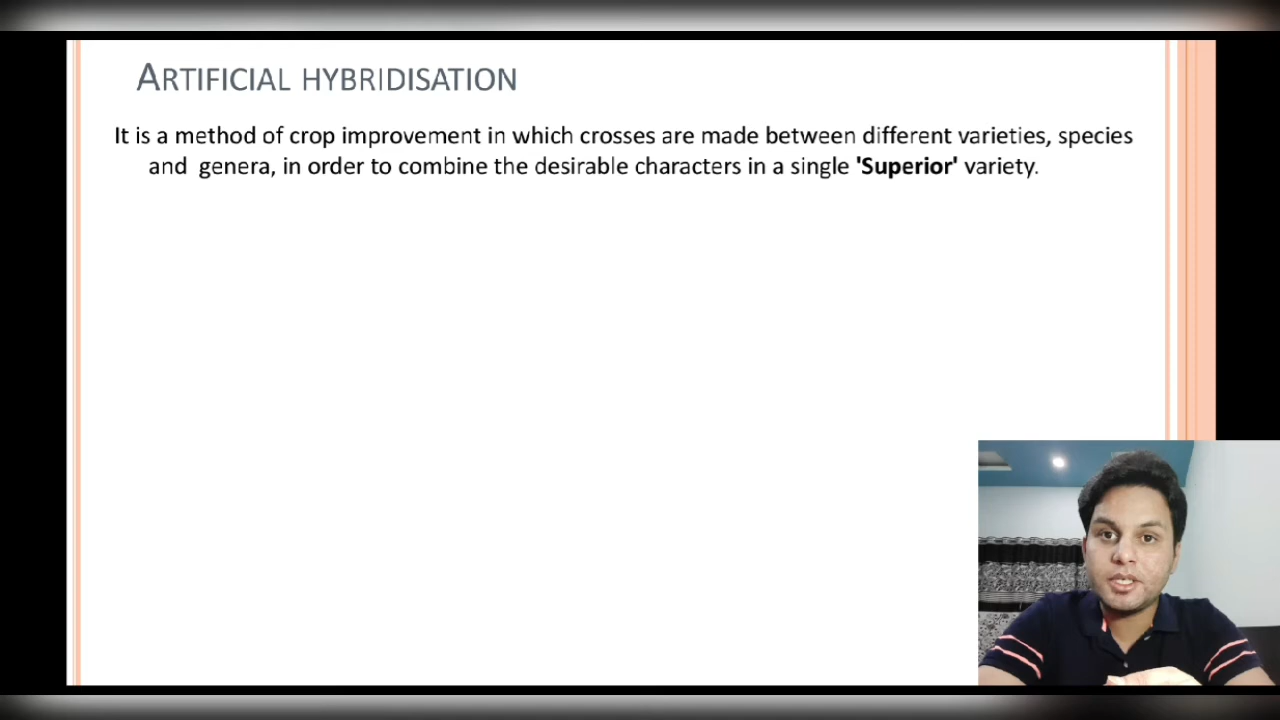 ARTIFICIAL HYBRIDISATION
It is a method of crop improvement in which crosses are made between different varieties, species
and genera, in order to combine the desirable characters in a single 'Superior' variety.